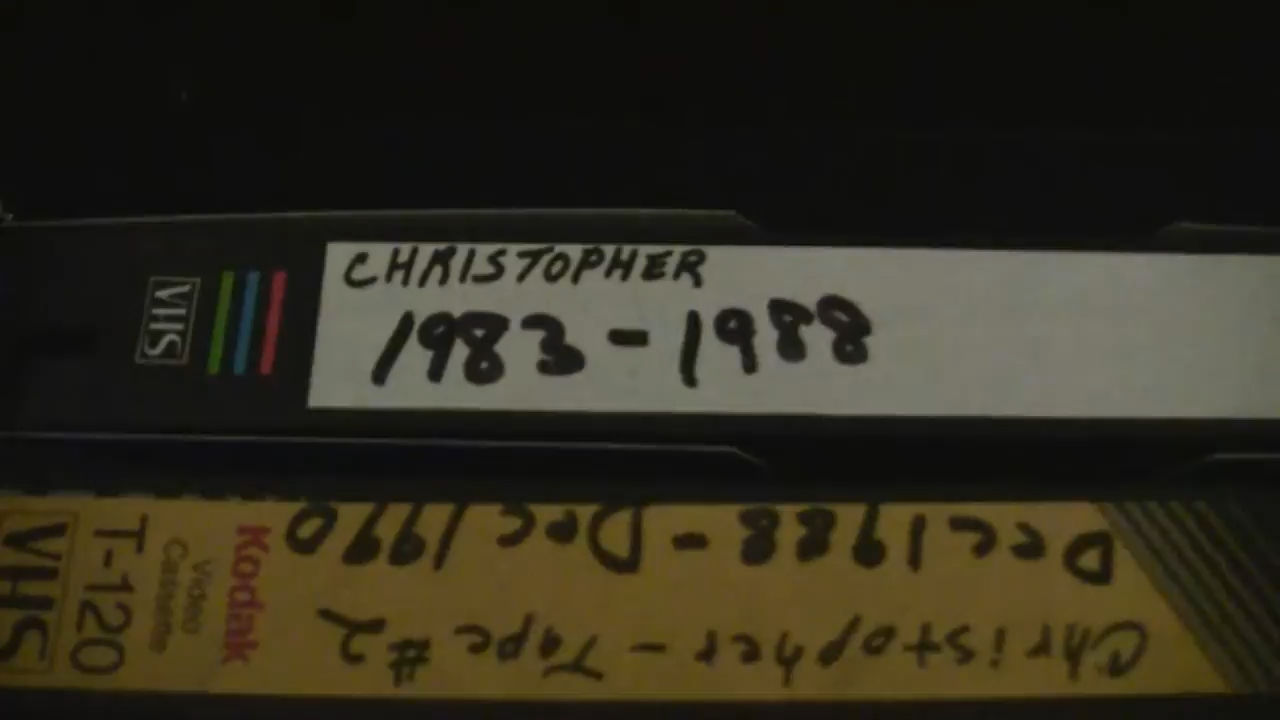 VHS
CHRISTOPHER
1983 - 1988
Christopher - Tape #2
Dec 1988 - Dec 1990
Kodak
Video
Cassette
T-120
VHS